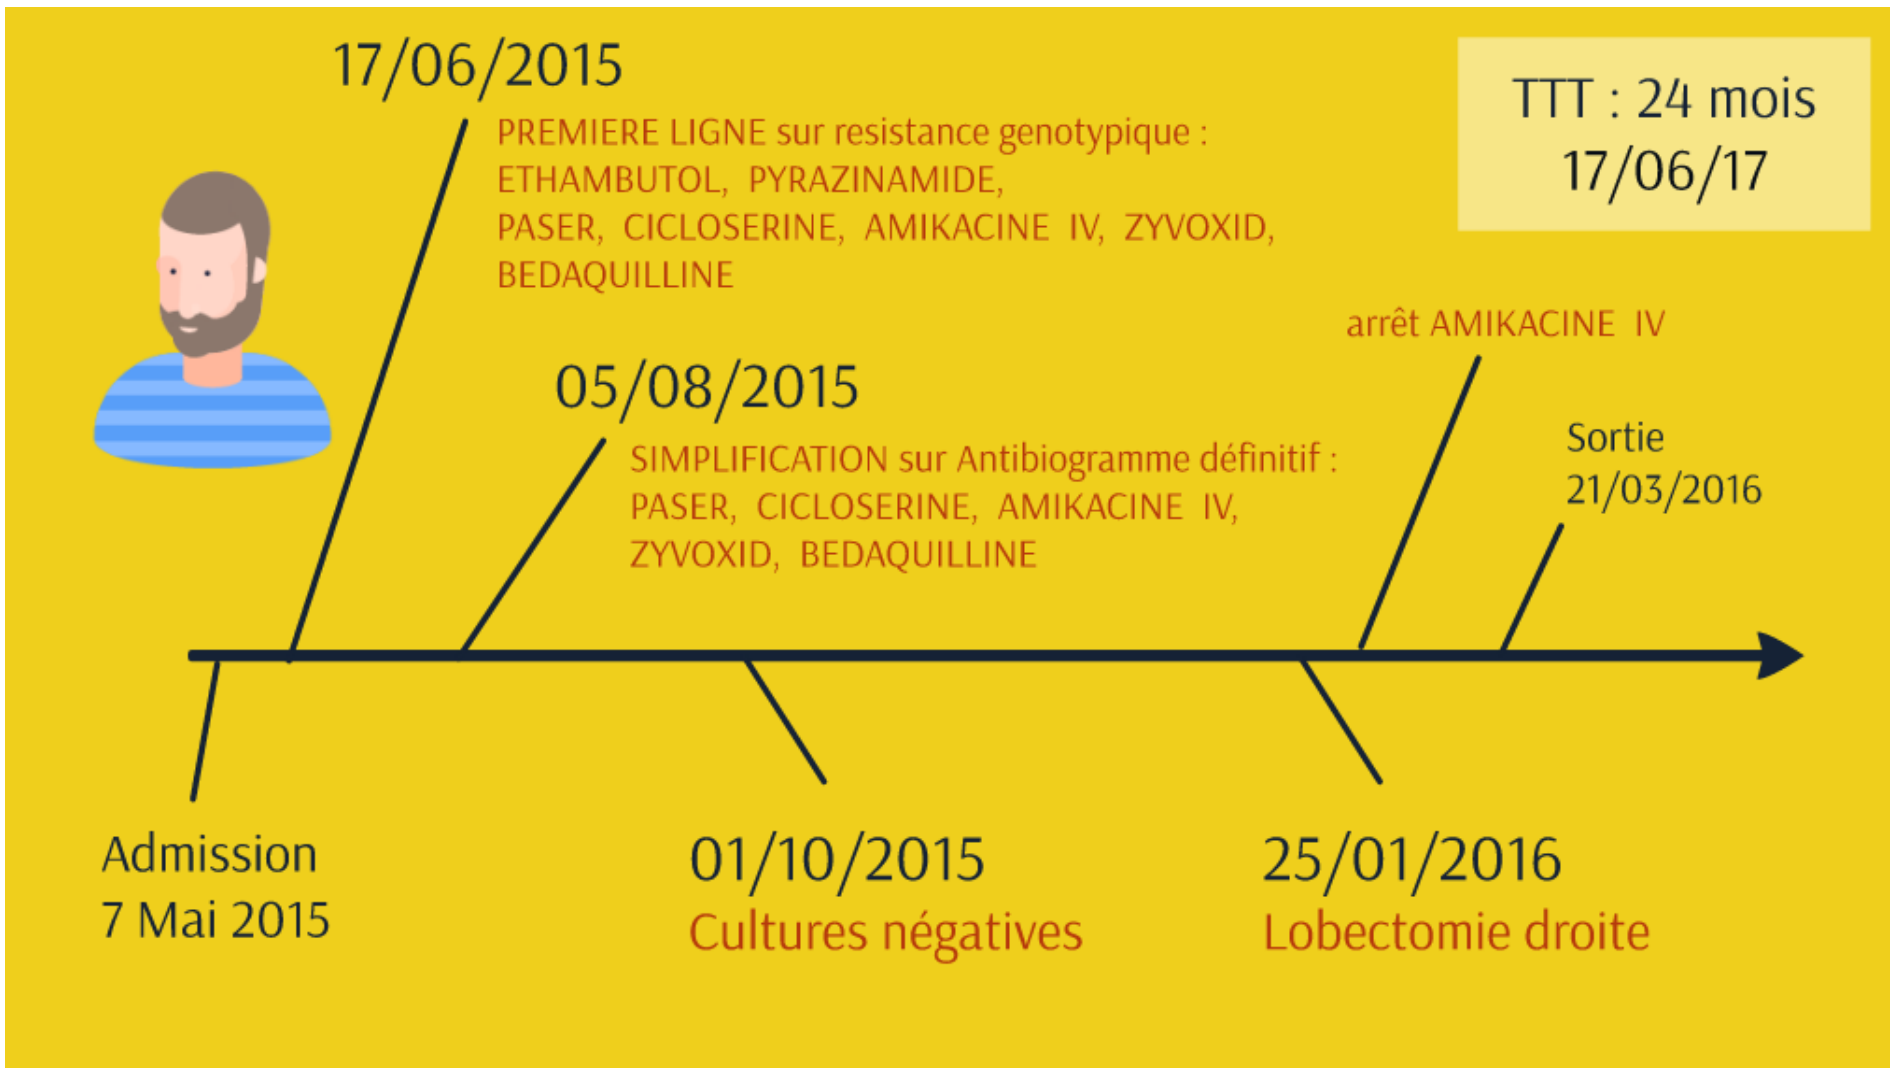 17/06/2015
PREMIERE LIGNE sur resistance genotypique :
ETHAMBUTOL, PYRAZINAMIDE,
PASER, CICLOSERINE, AMIKACINE IV, ZYVOXID,
BEDAQUILLINE
TTT : 24 mois
17/06/17
05/08/2015
SIMPLIFICATION sur Antibiogramme définitif :
PASER, CICLOSERINE, AMIKACINE IV,
ZYVOXID, BEDAQUILLINE
arrêt AMIKACINE IV
Sortie
21/03/2016
Admission
7 Mai 2015
01/10/2015
Cultures négatives
25/01/2016
Lobectomie droite